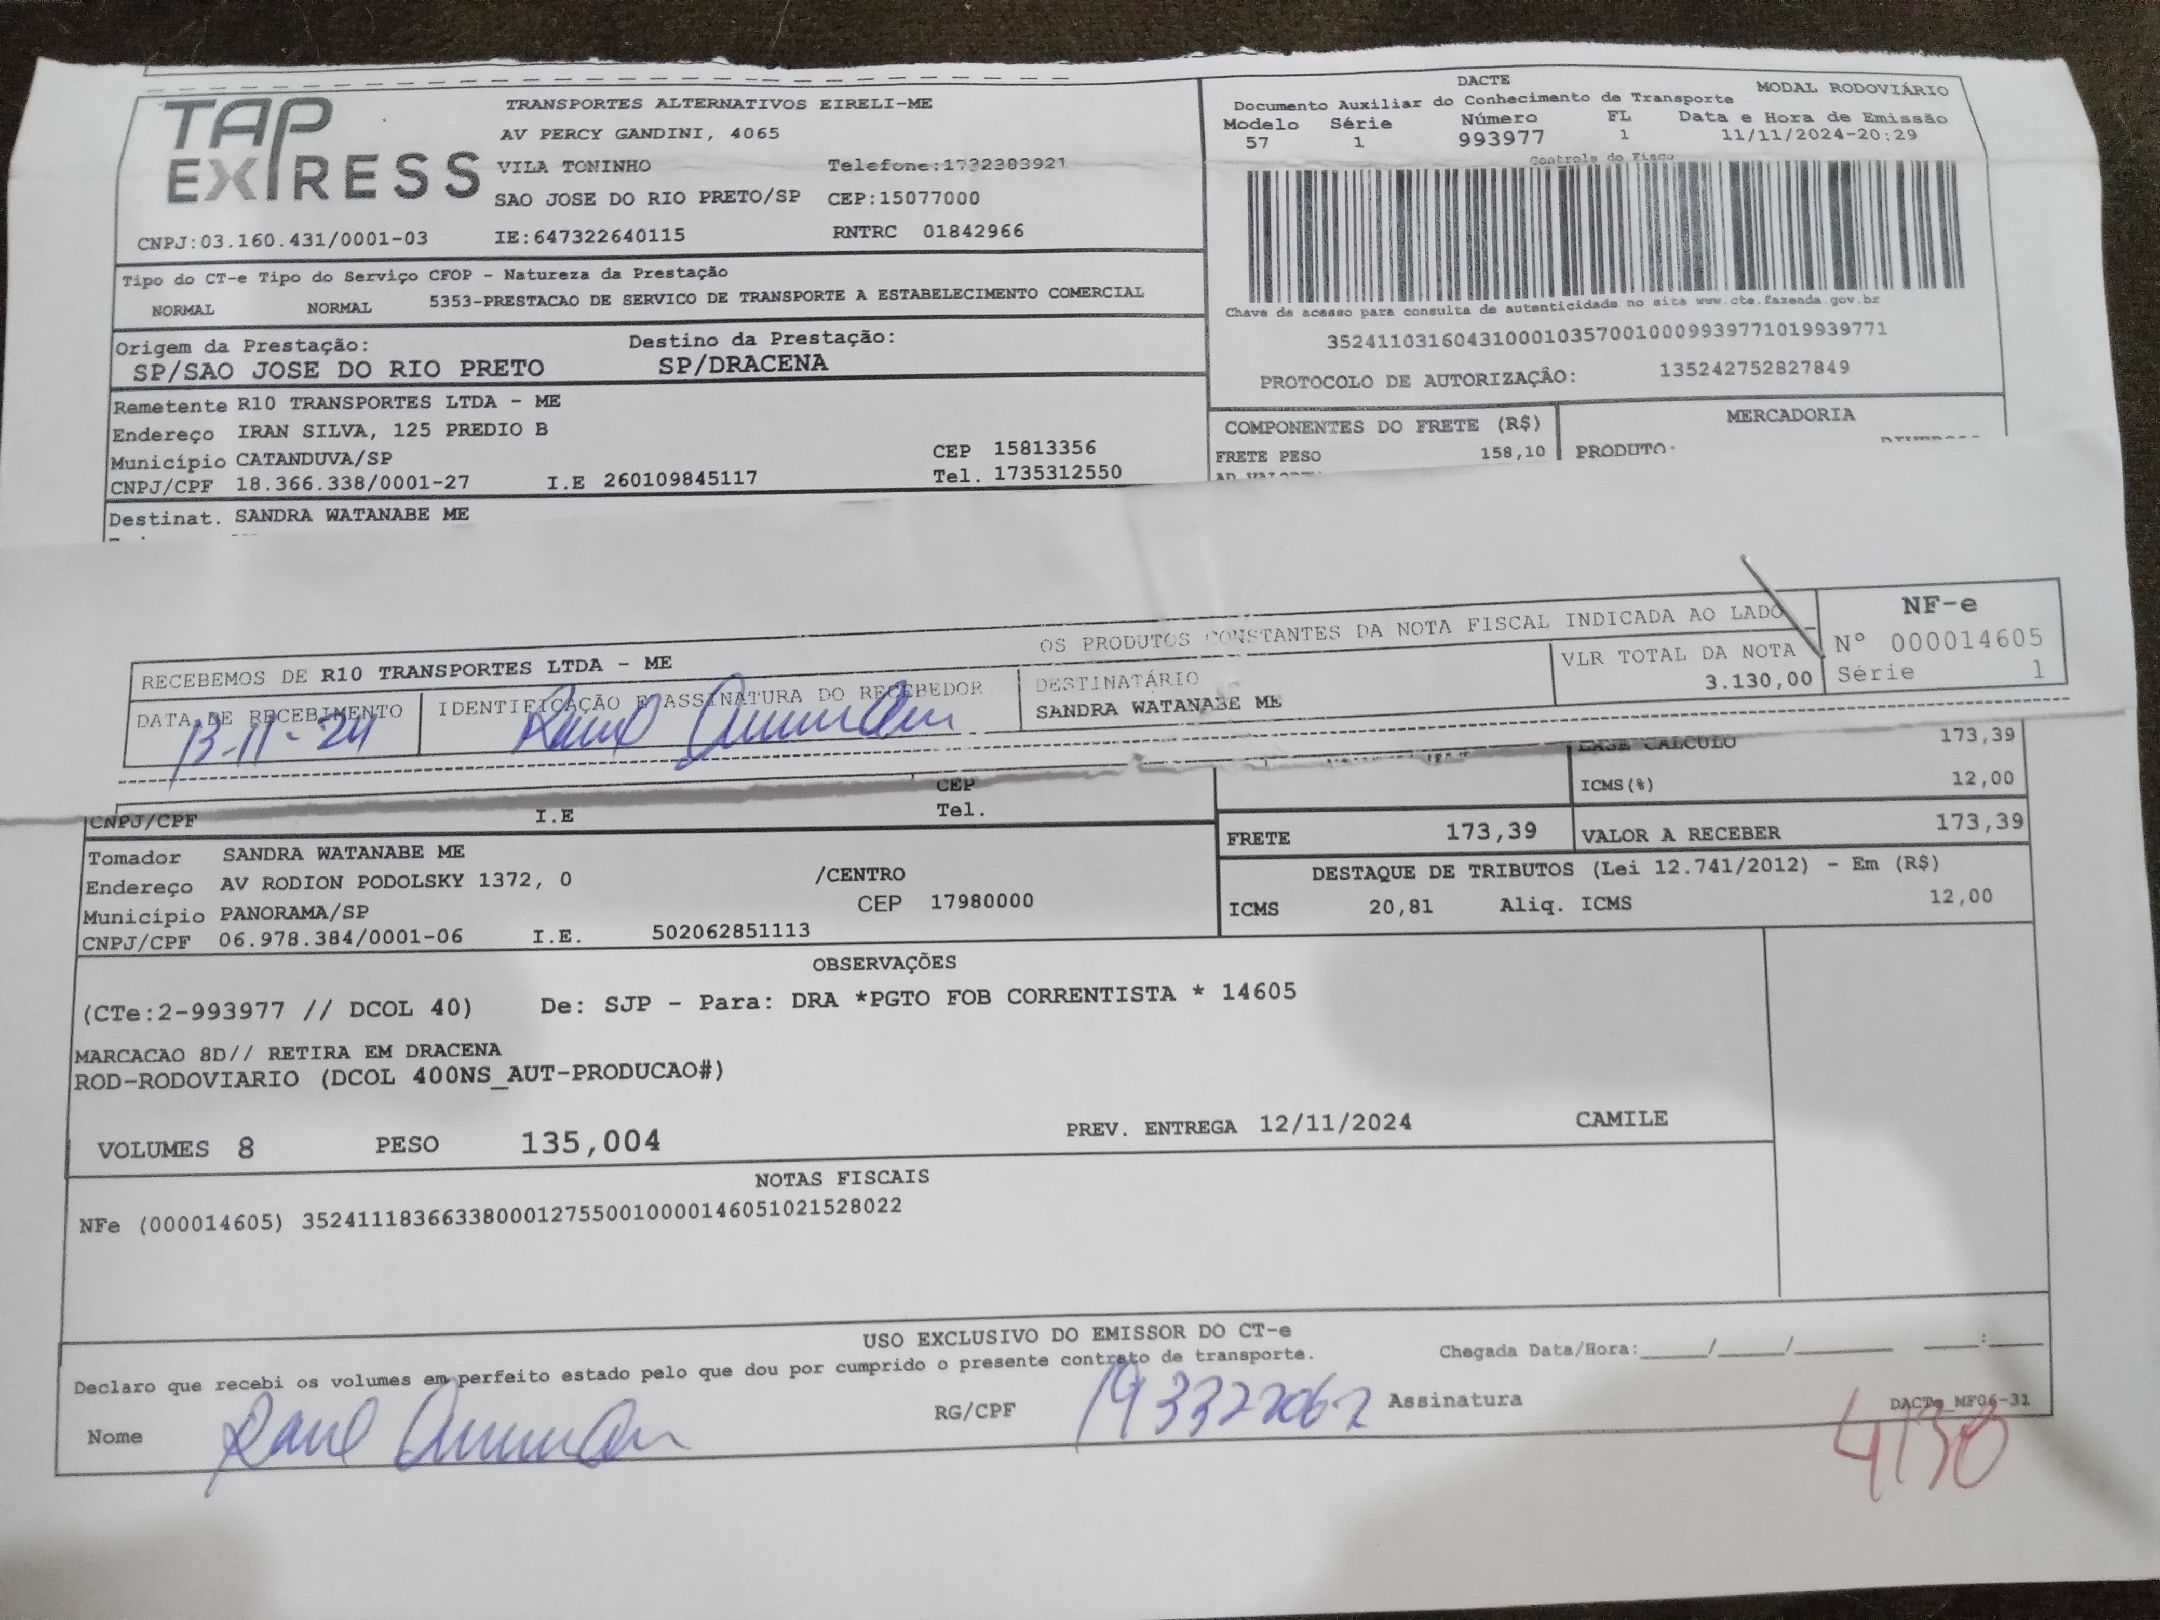 TAP EXPRESS
TRANSPORTES ALTERNATIVOS EIRELI-ME
AV PERCY GANDINI, 4065
VILA TONINHO Telefone:1732383921
SAO JOSE DO RIO PRETO/SP CEP:15077000
CNPJ:03.160.431/0001-03 IE:647322640115 RNTRC 01842966
DACTE MODAL RODOVIÁRIO
Documento Auxiliar do Conhecimento de Transporte
Modelo Série Número FL Data e Hora de Emissão
57 1 993977 1 11/11/2024-20:29
Controle do Fisco
Chave de acesso para consulta de autenticidade no site www.cte.fazenda.gov.br
35241103160431000103570010009939771019939771
PROTOCOLO DE AUTORIZAÇÃO: 135242752827849
Tipo do CT-e Tipo do Serviço CFOP - Natureza da Prestação
NORMAL NORMAL 5353-PRESTACAO DE SERVICO DE TRANSPORTE A ESTABELECIMENTO COMERCIAL
Origem da Prestação: Destino da Prestação:
SP/SAO JOSE DO RIO PRETO SP/DRACENA
Remetente R10 TRANSPORTES LTDA - ME
Endereço IRAN SILVA, 125 PREDIO B
Município CATANDUVA/SP CEP 15813356
CNPJ/CPF 18.366.338/0001-27 I.E 260109845117 Tel. 1735312550
Destinat. SANDRA WATANABE ME
COMPONENTES DO FRETE (R$) MERCADORIA
FRETE PESO 158,10 PRODUTO:
RECEBEMOS DE R10 TRANSPORTES LTDA - ME OS PRODUTOS CONSTANTES DA NOTA FISCAL INDICADA AO LADO
NF-e
Nº 000014605
Série 1
DATA DE RECEBIMENTO IDENTIFICAÇÃO E ASSINATURA DO RECEBEDOR DESTINATÁRIO VLR TOTAL DA NOTA
13-11-24 SANDRA WATANABE ME 3.130,00
BASE CALCULO 173,39
ICMS(%) 12,00
CEP
CNPJ/CPF I.E Tel.
FRETE 173,39 VALOR A RECEBER 173,39
Tomador SANDRA WATANABE ME
Endereço AV RODION PODOLSKY 1372, 0 /CENTRO
Município PANORAMA/SP CEP 17980000
CNPJ/CPF 06.978.384/0001-06 I.E. 502062851113
DESTAQUE DE TRIBUTOS (Lei 12.741/2012) - Em (R$)
ICMS 20,81 Aliq. ICMS 12,00
OBSERVAÇÕES
(CTe:2-993977 // DCOL 40) De: SJP - Para: DRA *PGTO FOB CORRENTISTA * 14605
MARCACAO 8D// RETIRA EM DRACENA
ROD-RODOVIARIO (DCOL 400NS_AUT-PRODUCAO#)
VOLUMES 8 PESO 135,004 PREV. ENTREGA 12/11/2024 CAMILE
NOTAS FISCAIS
NFe (000014605) 35241118366338000127550010000146051021528022
USO EXCLUSIVO DO EMISSOR DO CT-e
Declaro que recebi os volumes em perfeito estado pelo que dou por cumprido o presente contrato de transporte. Chegada Data/Hora:____/____/______ ___:___
Nome RG/CPF 193322062 Assinatura
DACTe_MF06-31
4130